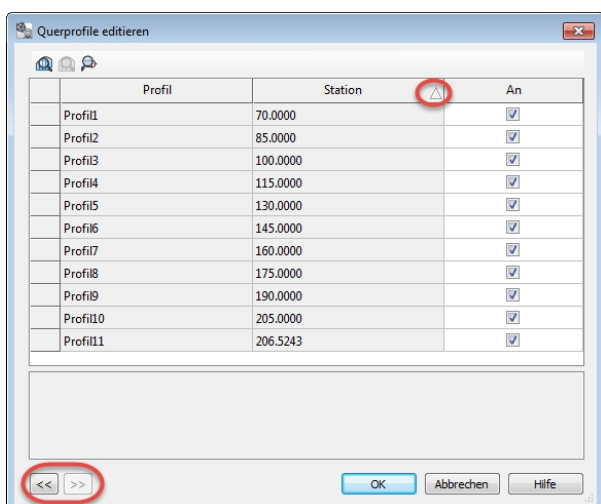 Querprofile editieren
Profil Station An
Profil1 70.0000
Profil2 85.0000
Profil3 100.0000
Profil4 115.0000
Profil5 130.0000
Profil6 145.0000
Profil7 160.0000
Profil8 175.0000
Profil9 190.0000
Profil10 205.0000
Profil11 206.5243
<< >> OK Abbrechen Hilfe